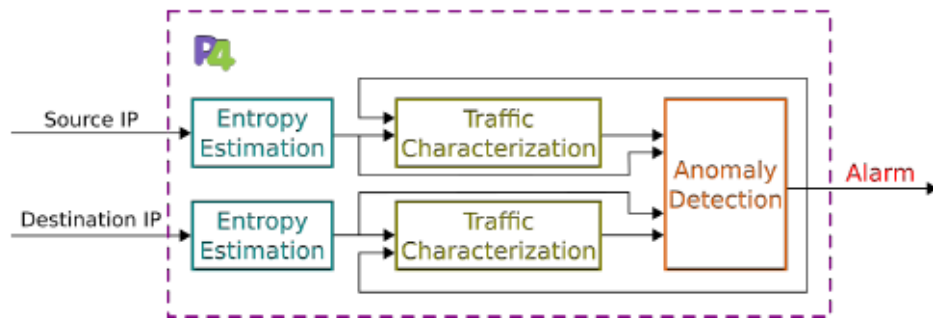 P4
Source IP
Entropy
Estimation
Traffic
Characterization
Anomaly
Detection
Alarm
Destination IP
Entropy
Estimation
Traffic
Characterization